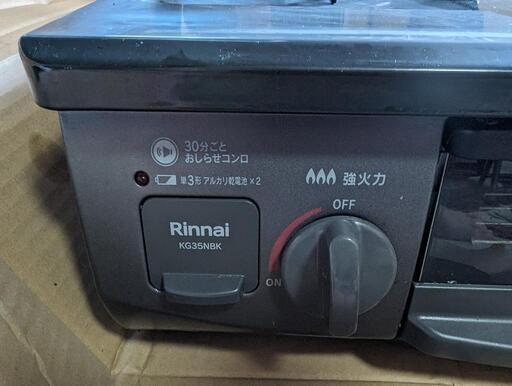 30分ごと
おしらせコンロ
単3形 アルカリ乾電池×2
強火力
OFF
Rinnai
KG35NBK
ON